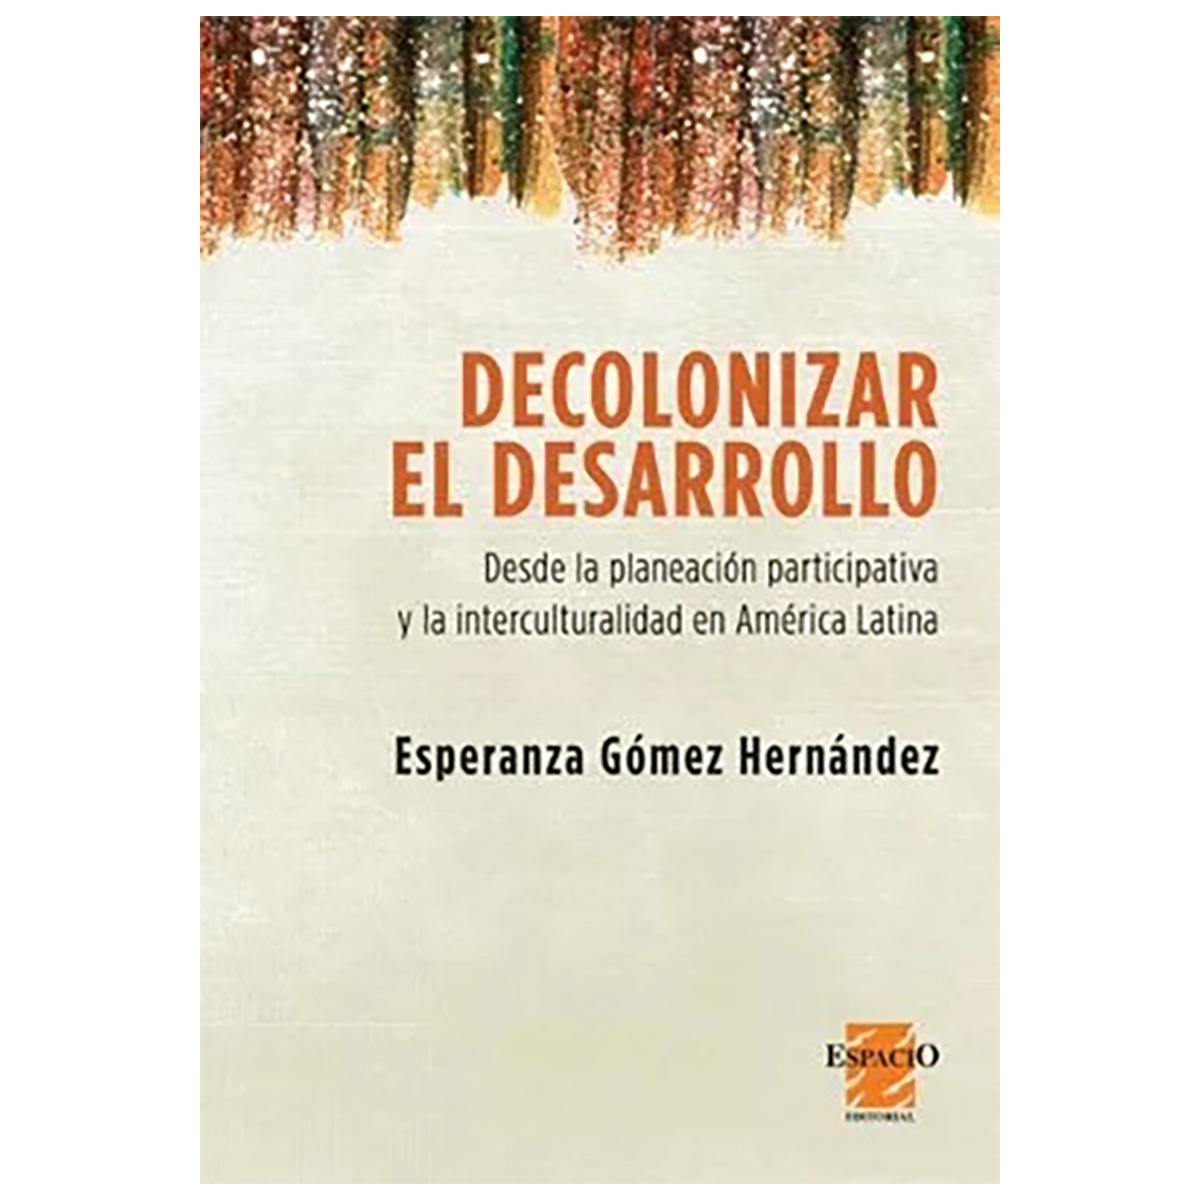 DECOLONIZAR
EL DESARROLLO
Desde la planeación participativa
y la interculturalidad en América Latina
Esperanza Gómez Hernández
ESPACIO
EDITORIAL